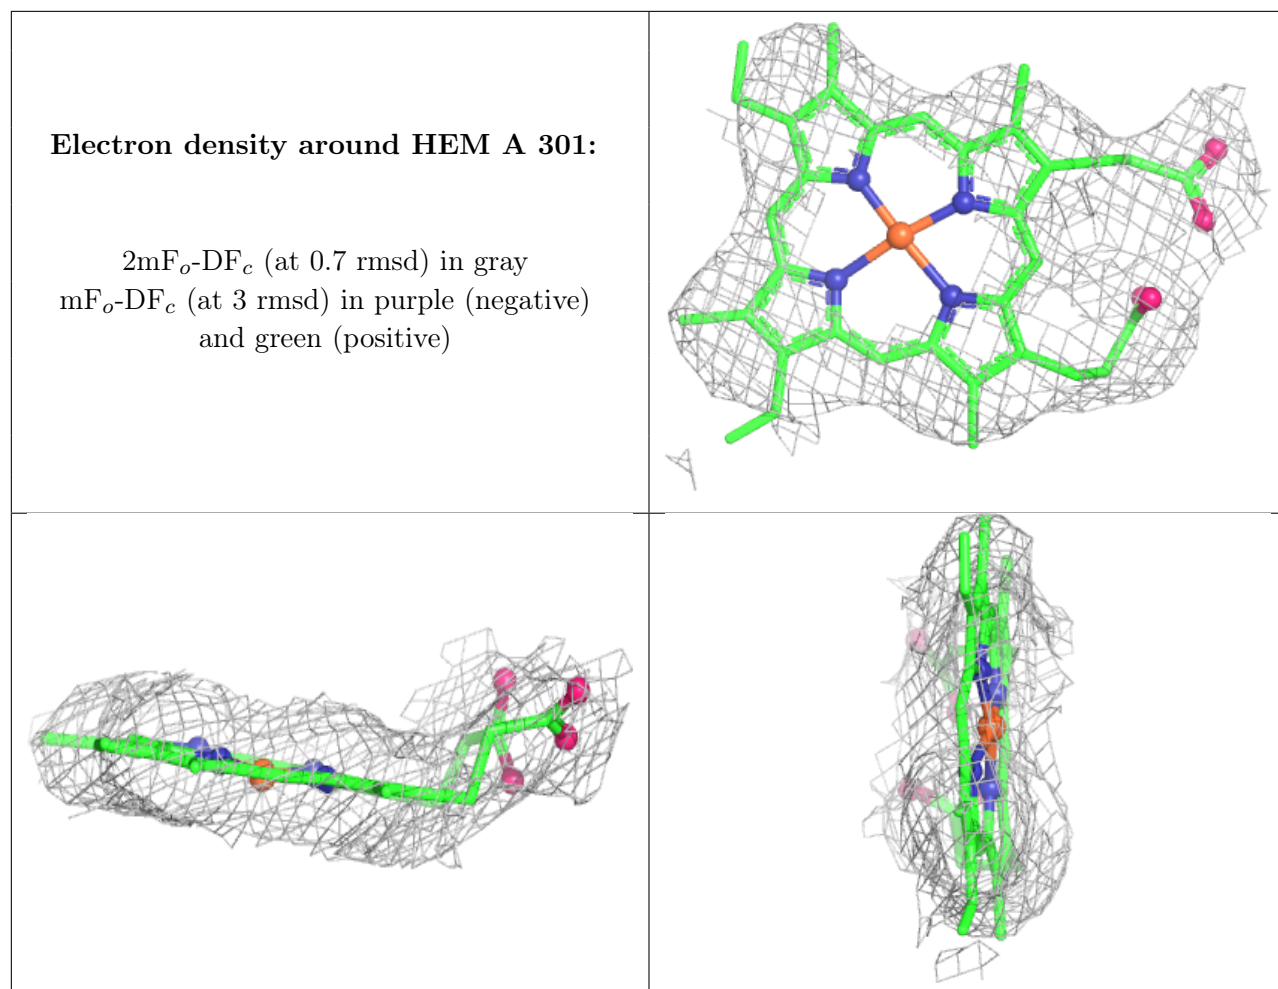 Electron density around HEM A 301:
2mFₒ-DF𝒸 (at 0.7 rmsd) in gray
mFₒ-DF𝒸 (at 3 rmsd) in purple (negative)
and green (positive)